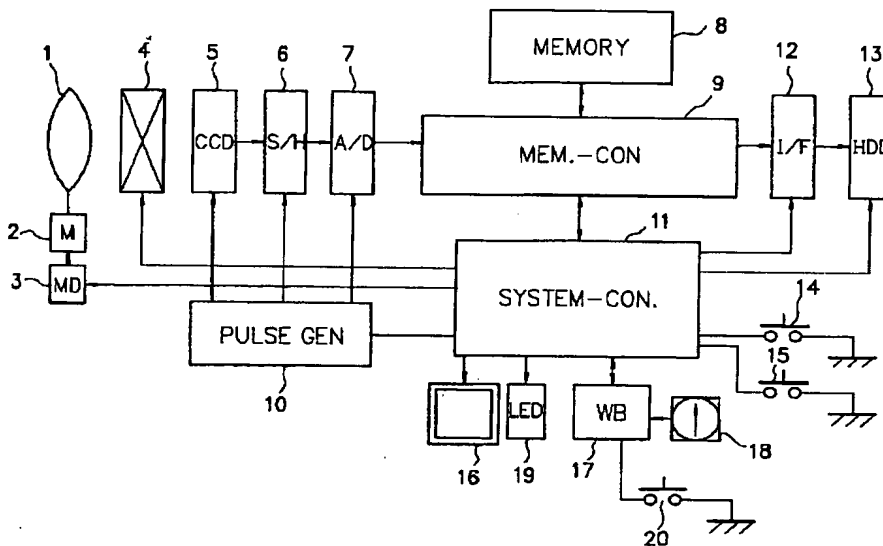 1
4
5
6
7
MEMORY
8
12
13
9
CCD
S/H
A/D
MEM.-CON
I/F
HDD
2
M
11
3
MD
SYSTEM-CON.
14
PULSE GEN
15
10
LED
WB
16
19
17
18
20